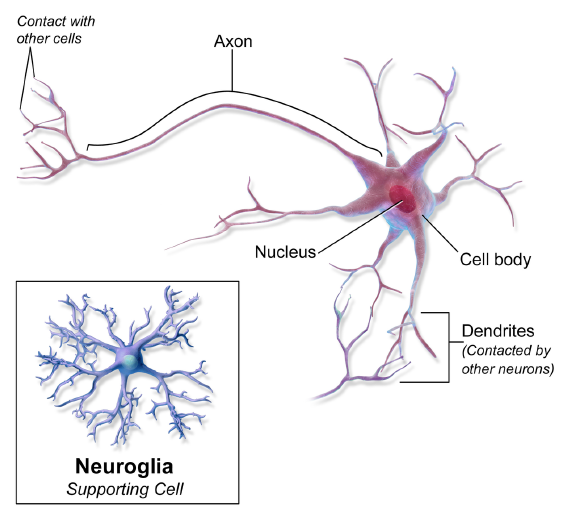 Contact with
other cells
Axon
Nucleus
Cell body
Dendrites
(Contacted by
other neurons)
Neuroglia
Supporting Cell